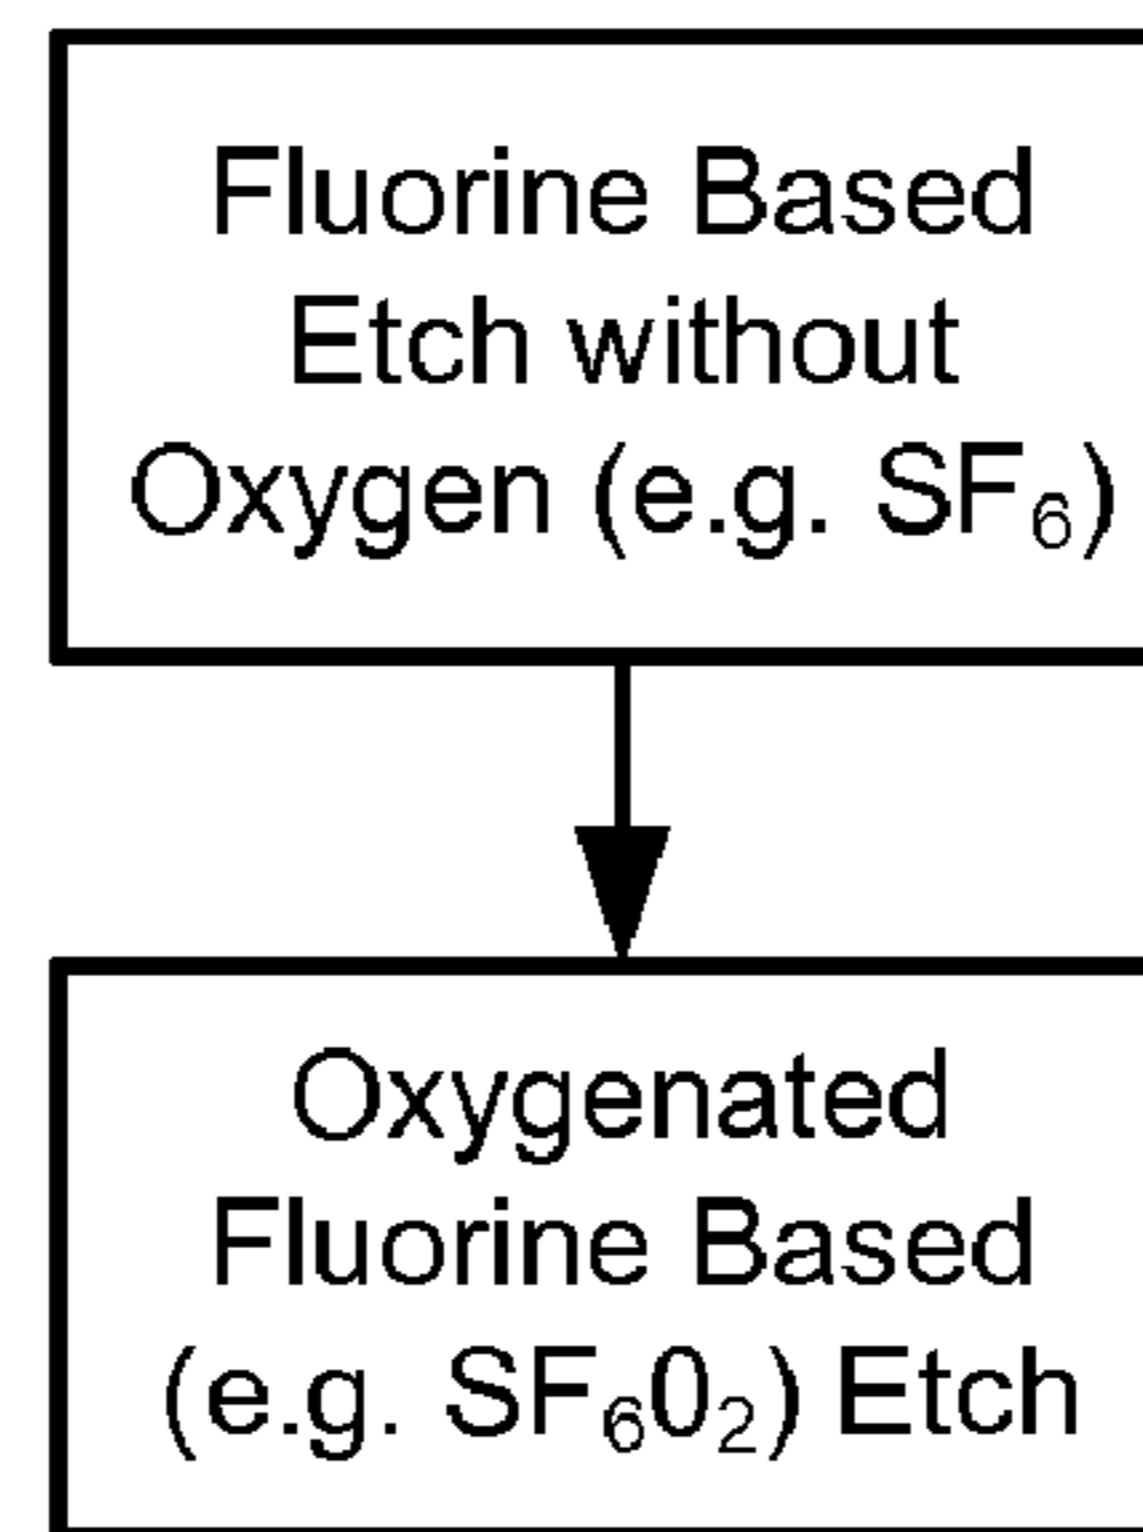 Fluorine Based
Etch without
Oxygen (e.g. SF₆)
Oxygenated
Fluorine Based
(e.g. SF₆0₂) Etch